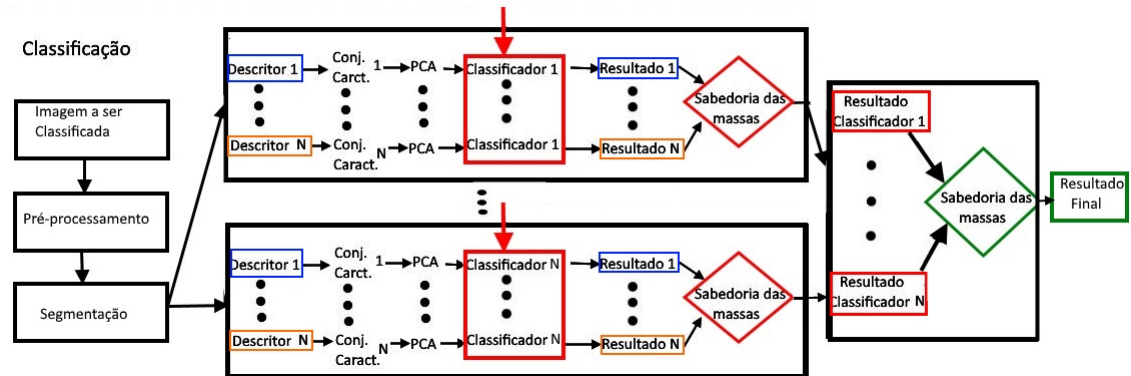 Classificação
Imagem a ser
Classificada
Pré-processamento
Segmentação
Descritor 1
Conj. 1
Carct.
PCA
Classificador 1
Resultado 1
Sabedoria das
massas
Descritor N
Conj. N
Caract.
PCA
Classificador 1
Resultado N
Descritor 1
Conj. 1
Carct.
PCA
Classificador N
Resultado 1
Sabedoria das
massas
Descritor N
Conj. N
Caract.
PCA
Classificador N
Resultado N
Resultado
Classificador 1
Sabedoria das
massas
Resultado
Classificador N
Resultado
Final